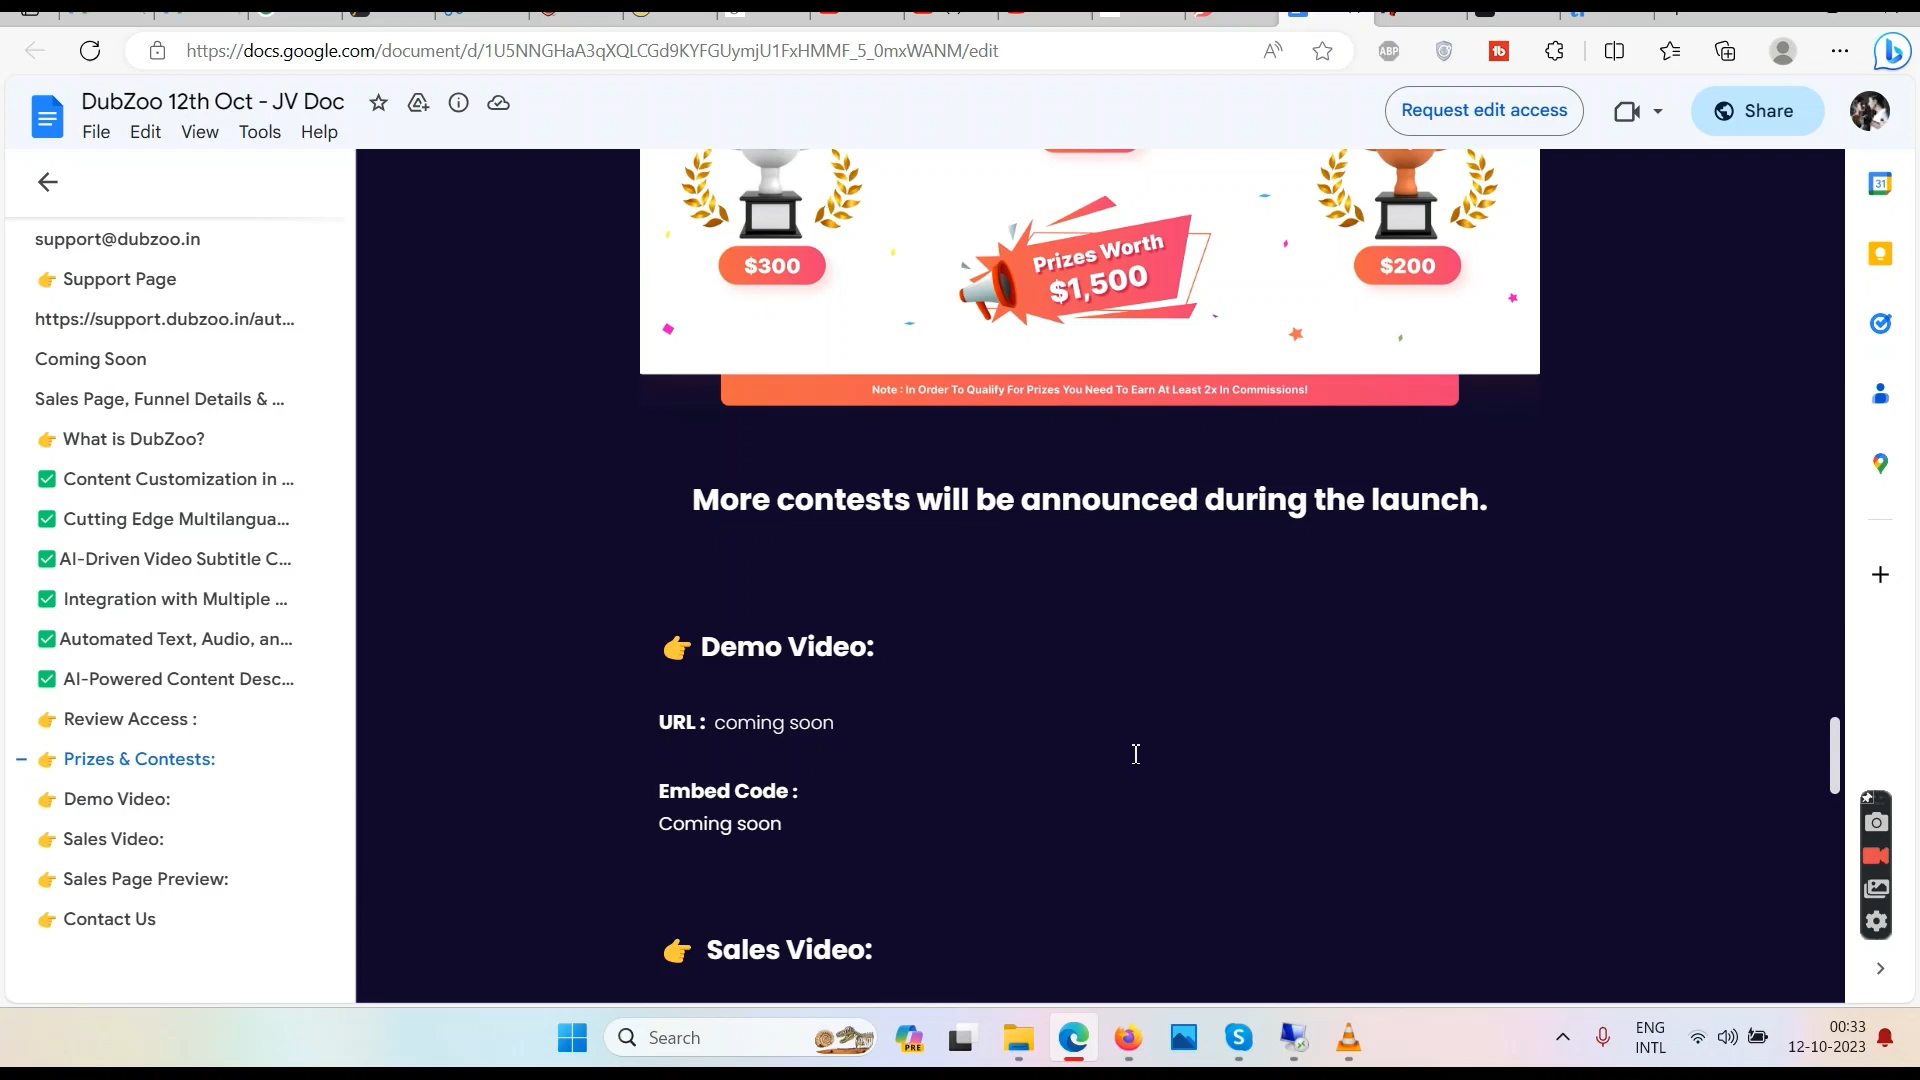 https://docs.google.com/document/d/1U5NNGHaA3qXQLCGd9KYFGUymjU1FxHMMF_5_0mxWANM/edit
ABP
DubZoo 12th Oct - JV Doc
File Edit View Tools Help
Request edit access
Share
support@dubzoo.in
👉 Support Page
https://support.dubzoo.in/aut...
Coming Soon
Sales Page, Funnel Details & ...
👉 What is DubZoo?
✅ Content Customization in ...
✅ Cutting Edge Multilangua...
✅ AI-Driven Video Subtitle C...
✅ Integration with Multiple ...
✅ Automated Text, Audio, an...
✅ AI-Powered Content Desc...
👉 Review Access :
👉 Prizes & Contests:
👉 Demo Video:
👉 Sales Video:
👉 Sales Page Preview:
👉 Contact Us
$300
Prizes Worth
$1,500
$200
Note : In Order To Qualify For Prizes You Need To Earn At Least 2x In Commissions!
More contests will be announced during the launch.
👉 Demo Video:
URL : coming soon
Embed Code :
Coming soon
👉 Sales Video:
31
Search
PRE
ENG
INTL
00:33
12-10-2023